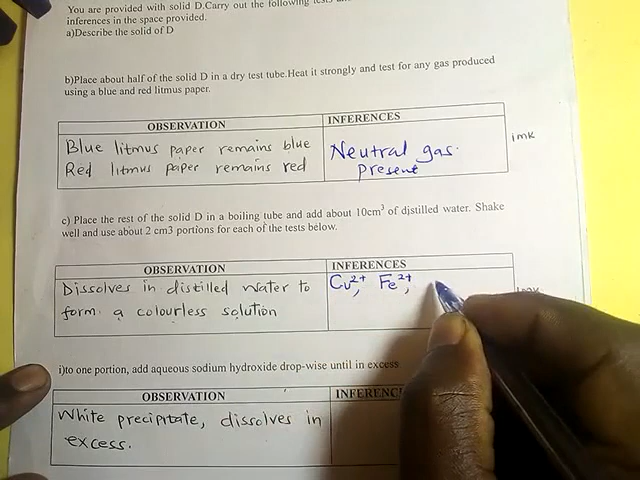 You are provided with solid D.Carry out the following tests and
inferences in the space provided.
a)Describe the solid of D
b)Place about half of the solid D in a dry test tube.Heat it strongly and test for any gas produced
using a blue and red litmus paper.
OBSERVATION INFERENCES
Blue litmus paper remains blue
Red litmus paper remains red
Neutral gas.
present
1mk
c) Place the rest of the solid D in a boiling tube and add about 10cm³ of distilled water. Shake
well and use about 2 cm3 portions for each of the tests below.
OBSERVATION INFERENCES
Dissolves in distilled water to
form a colourless solution
Cu²⁺, Fe²⁺,
i)to one portion, add aqueous sodium hydroxide drop-wise until in excess
OBSERVATION INFERENC
White precipitate, dissolves in
excess.